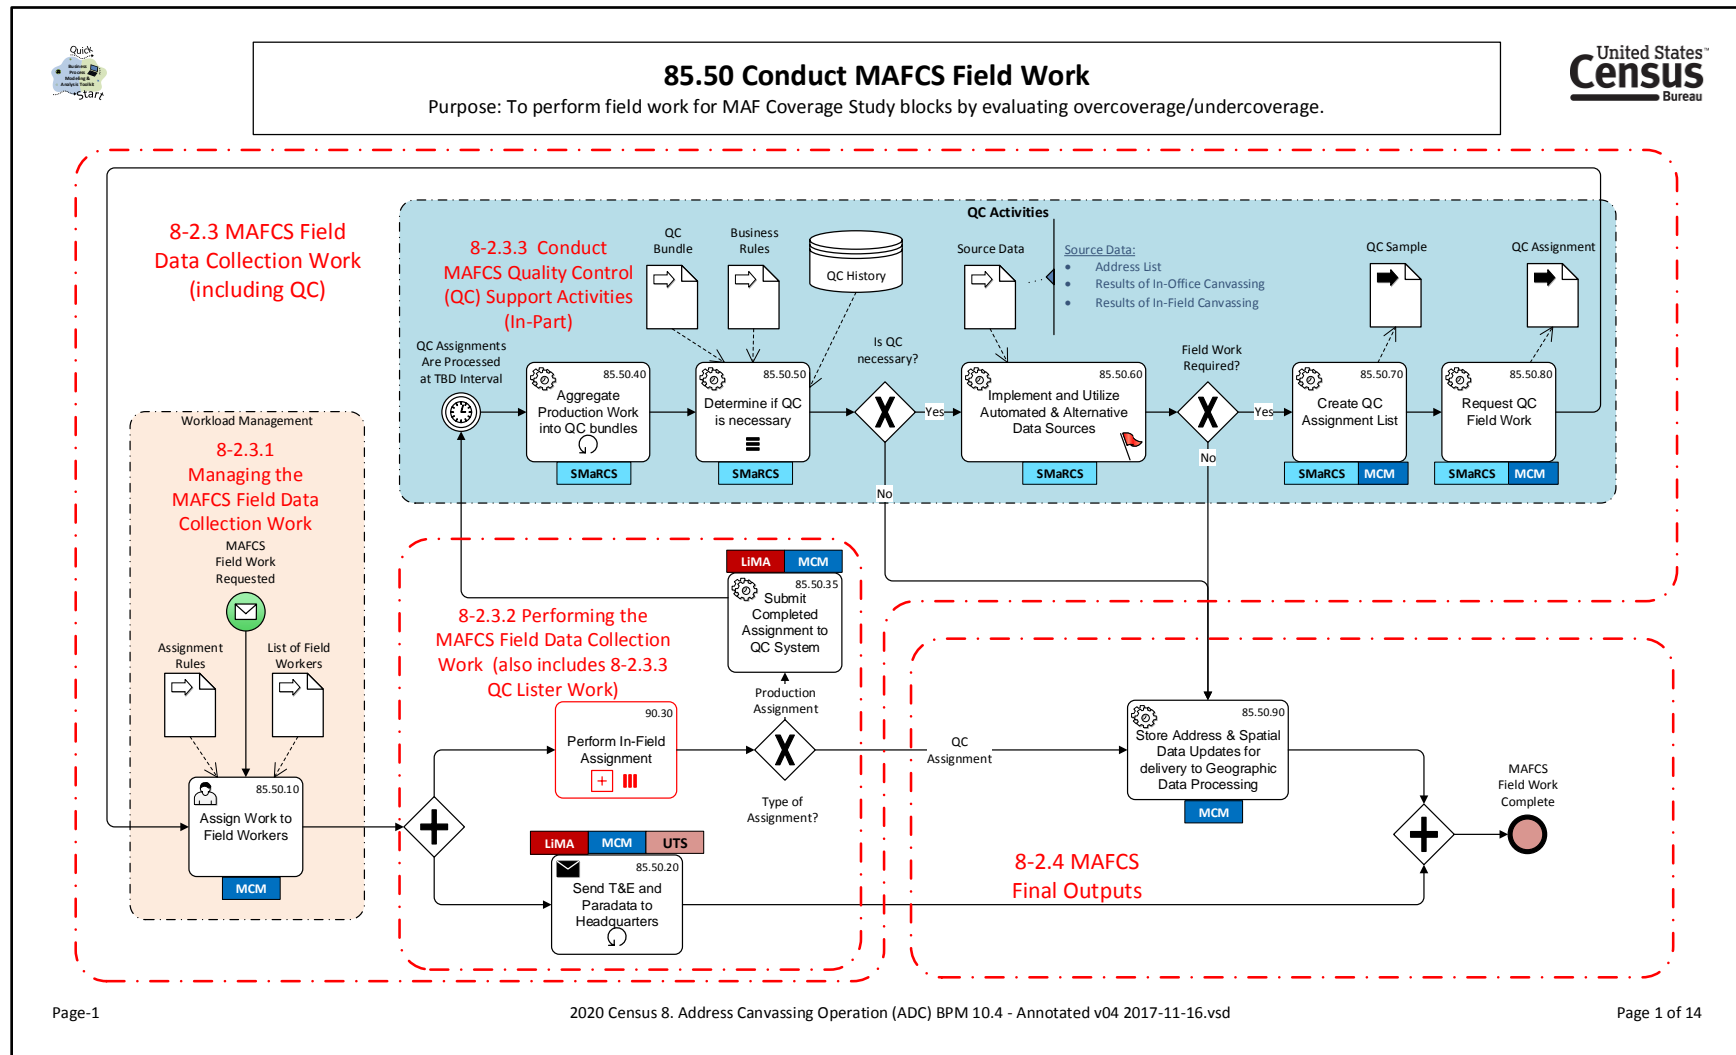 Quick
Business
Process
Modeling &
Analysis Toolkit
Start
85.50 Conduct MAFCS Field Work
Purpose: To perform field work for MAF Coverage Study blocks by evaluating overcoverage/undercoverage.
United States™
Census
Bureau
8-2.3 MAFCS Field
Data Collection Work
(including QC)
QC Activities
8-2.3.3 Conduct
MAFCS Quality Control
(QC) Support Activities
(In-Part)
QC
Bundle
Business
Rules
QC History
Source Data
Source Data:
• Address List
• Results of In-Office Canvassing
• Results of In-Field Canvassing
QC Sample
QC Assignment
QC Assignments
Are Processed
at TBD Interval
85.50.40
Aggregate
Production Work
into QC bundles
SMaRCS
85.50.50
Determine if QC
is necessary
SMaRCS
Is QC
necessary?
Yes
No
85.50.60
Implement and Utilize
Automated & Alternative
Data Sources
SMaRCS
Field Work
Required?
Yes
No
85.50.70
Create QC
Assignment List
SMaRCS MCM
85.50.80
Request QC
Field Work
SMaRCS MCM
Workload Management
8-2.3.1
Managing the
MAFCS Field Data
Collection Work
MAFCS
Field Work
Requested
Assignment
Rules
List of Field
Workers
85.50.10
Assign Work to
Field Workers
MCM
8-2.3.2 Performing the
MAFCS Field Data Collection
Work (also includes 8-2.3.3
QC Lister Work)
LiMA MCM
85.50.35
Submit
Completed
Assignment to
QC System
Production
Assignment
90.30
Perform In-Field
Assignment
Type of
Assignment?
QC
Assignment
LiMA MCM UTS
85.50.20
Send T&E and
Paradata to
Headquarters
85.50.90
Store Address & Spatial
Data Updates for
delivery to Geographic
Data Processing
MCM
8-2.4 MAFCS
Final Outputs
MAFCS
Field Work
Complete
Page-1
2020 Census 8. Address Canvassing Operation (ADC) BPM 10.4 - Annotated v04 2017-11-16.vsd
Page 1 of 14